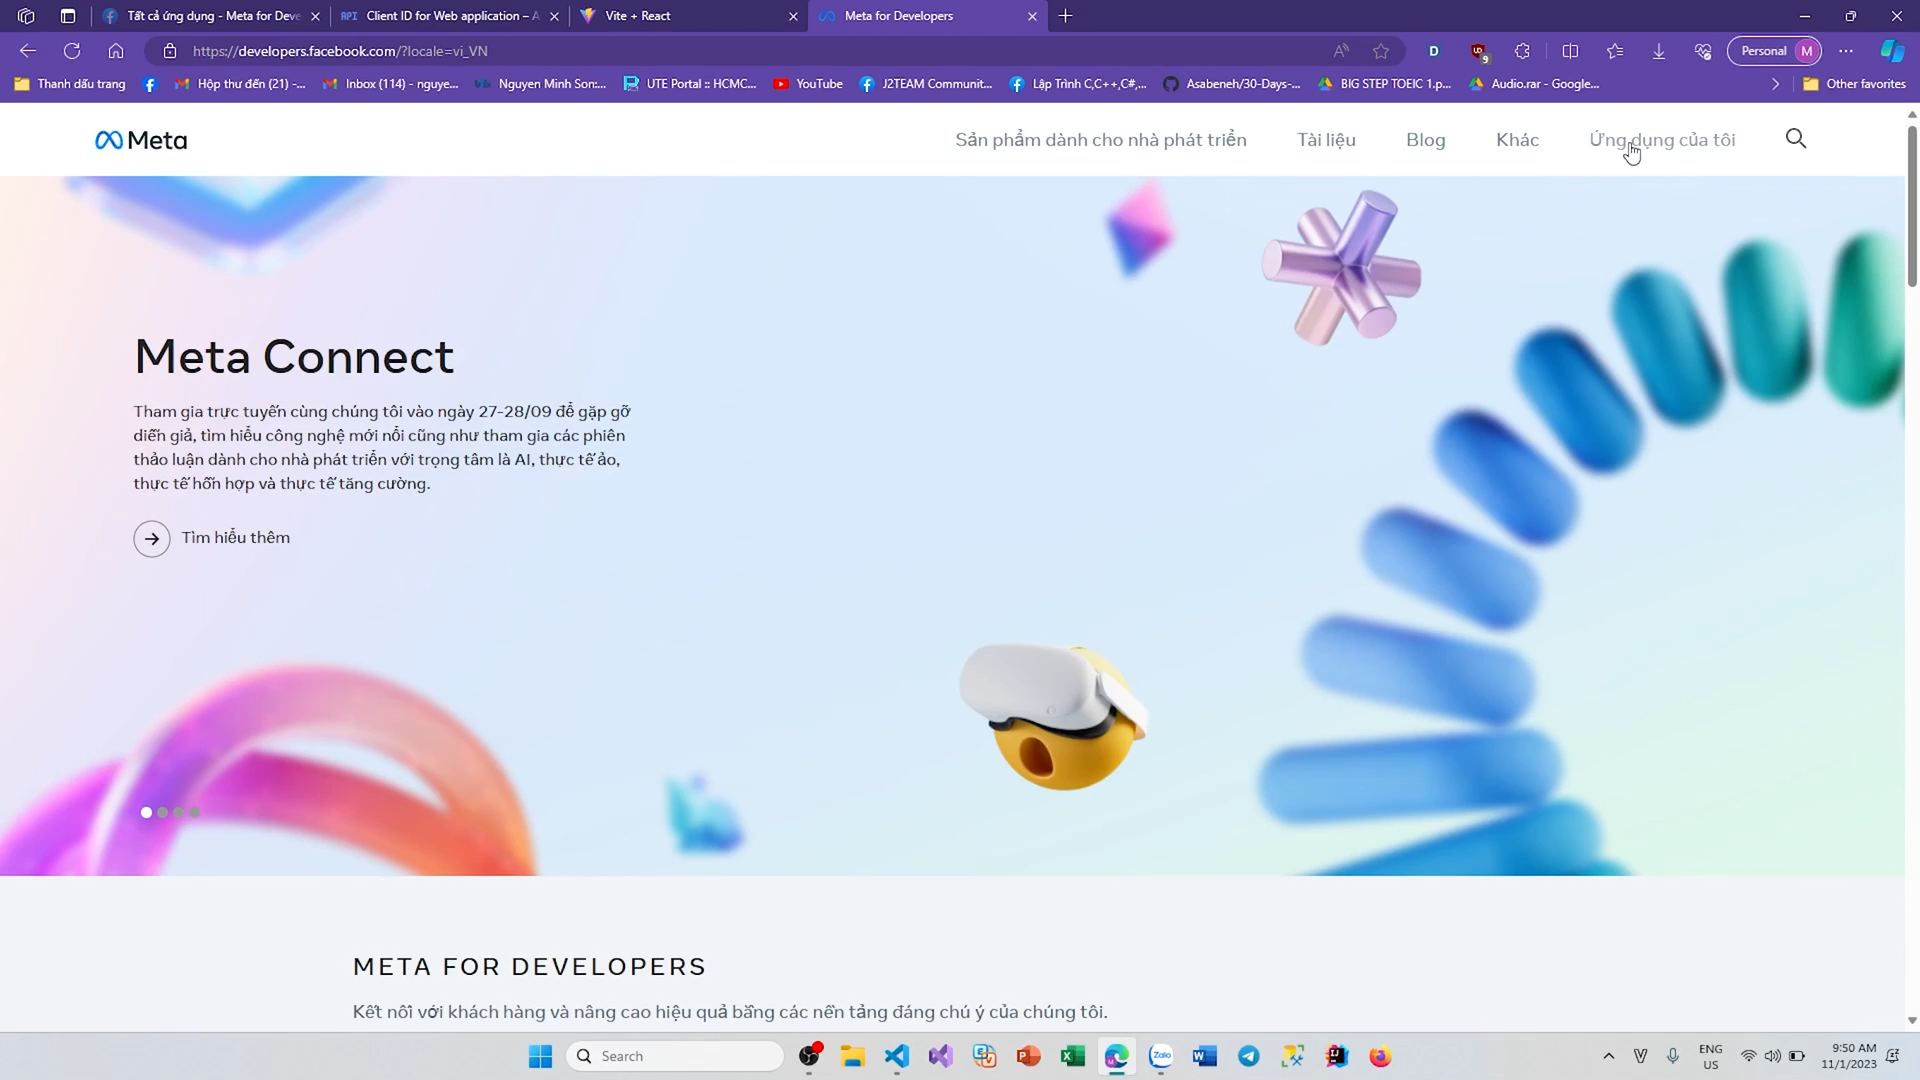 Tất cả ứng dụng - Meta for Deve
Client ID for Web application – A
Vite + React
Meta for Developers
https://developers.facebook.com/?locale=vi_VN
Personal
M
Thanh dấu trang
Hộp thư đến (21) -...
Inbox (114) - nguye...
Nguyen Minh Son:...
UTE Portal :: HCMC...
YouTube
J2TEAM Communit...
Lập Trình C,C++,C#,...
Asabeneh/30-Days-...
BIG STEP TOEIC 1.p...
Audio.rar - Google...
Other favorites
Meta
Sản phẩm dành cho nhà phát triển
Tài liệu
Blog
Khác
Ứng dụng của tôi
Meta Connect
Tham gia trực tuyến cùng chúng tôi vào ngày 27-28/09 để gặp gỡ
diễn giả, tìm hiểu công nghệ mới nổi cũng như tham gia các phiên
thảo luận dành cho nhà phát triển với trọng tâm là AI, thực tế ảo,
thực tế hỗn hợp và thực tế tăng cường.
Tìm hiểu thêm
META FOR DEVELOPERS
Kết nối với khách hàng và nâng cao hiệu quả bằng các nền tảng đáng chú ý của chúng tôi.
Search
ENG
US
9:50 AM
11/1/2023